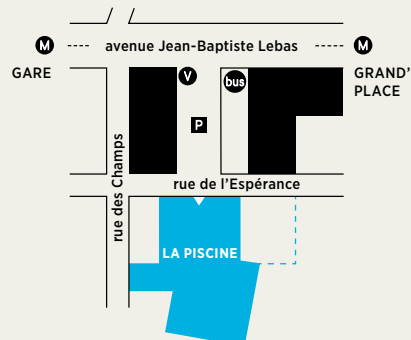 M
avenue Jean-Baptiste Lebas
M
GARE
V
bus
GRAND'
PLACE
P
rue des Champs
rue de l'Espérance
LA PISCINE